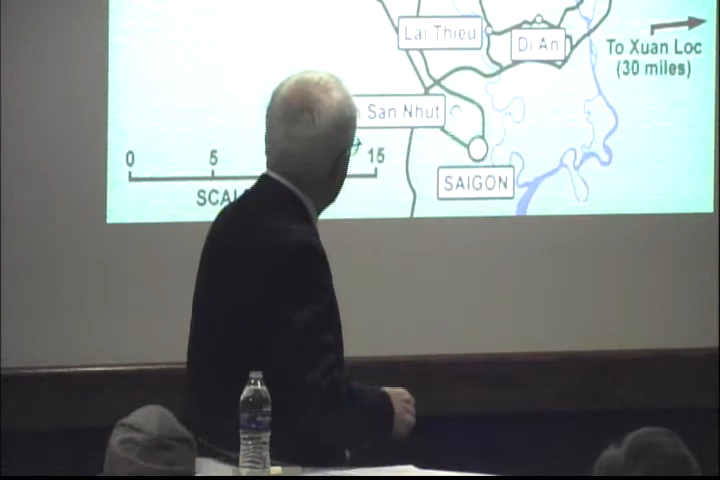 Lai Thieu
Di An
To Xuan Loc
(30 miles)
San Nhut
0 5 15
SAIGON